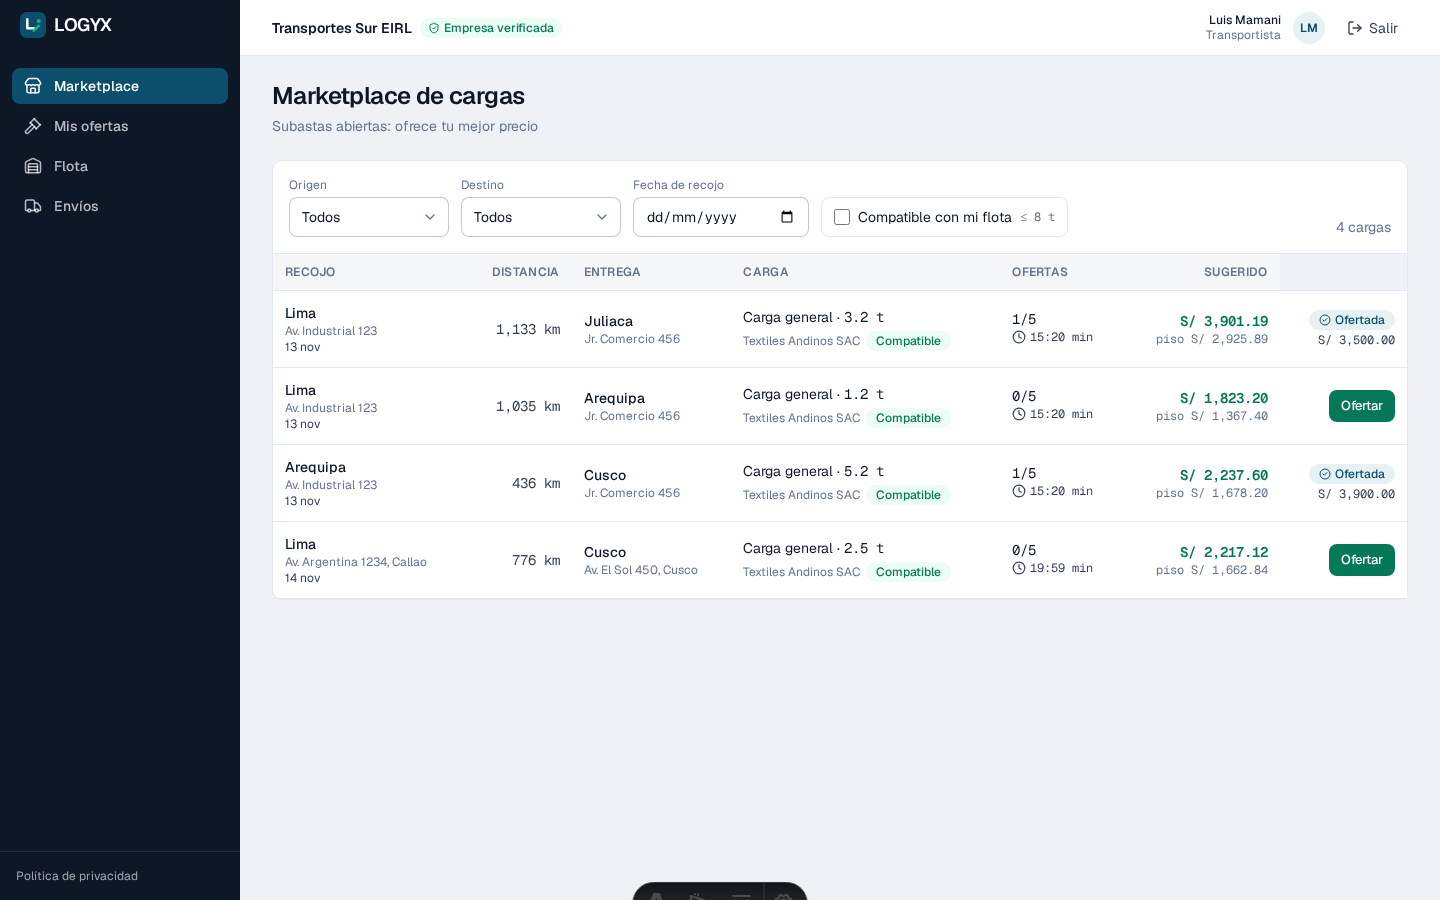 LOGYX
Marketplace
Mis ofertas
Flota
Envíos
Política de privacidad
Transportes Sur EIRL
Empresa verificada
Luis Mamani
Transportista
LM
Salir
Marketplace de cargas
Subastas abiertas: ofrece tu mejor precio
Origen
Todos
Destino
Todos
Fecha de recojo
dd/mm/yyyy
Compatible con mi flota ≤ 8 t
4 cargas
RECOJO DISTANCIA ENTREGA CARGA OFERTAS SUGERIDO
Lima
Av. Industrial 123
13 nov
1,133 km
Juliaca
Jr. Comercio 456
Carga general · 3.2 t
Textiles Andinos SAC Compatible
1/5
15:20 min
S/ 3,901.19
piso S/ 2,925.89
Ofertada
S/ 3,500.00
Lima
Av. Industrial 123
13 nov
1,035 km
Arequipa
Jr. Comercio 456
Carga general · 1.2 t
Textiles Andinos SAC Compatible
0/5
15:20 min
S/ 1,823.20
piso S/ 1,367.40
Ofertar
Arequipa
Av. Industrial 123
13 nov
436 km
Cusco
Jr. Comercio 456
Carga general · 5.2 t
Textiles Andinos SAC Compatible
1/5
15:20 min
S/ 2,237.60
piso S/ 1,678.20
Ofertada
S/ 3,900.00
Lima
Av. Argentina 1234, Callao
14 nov
776 km
Cusco
Av. El Sol 450, Cusco
Carga general · 2.5 t
Textiles Andinos SAC Compatible
0/5
19:59 min
S/ 2,217.12
piso S/ 1,662.84
Ofertar